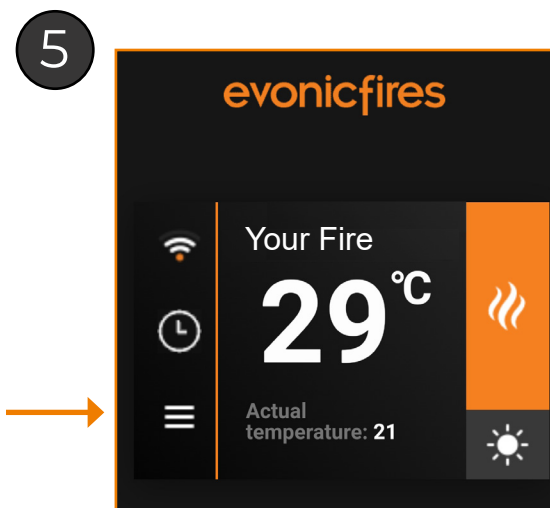 5
evonicfires
Your Fire
29°C
Actual
temperature: 21